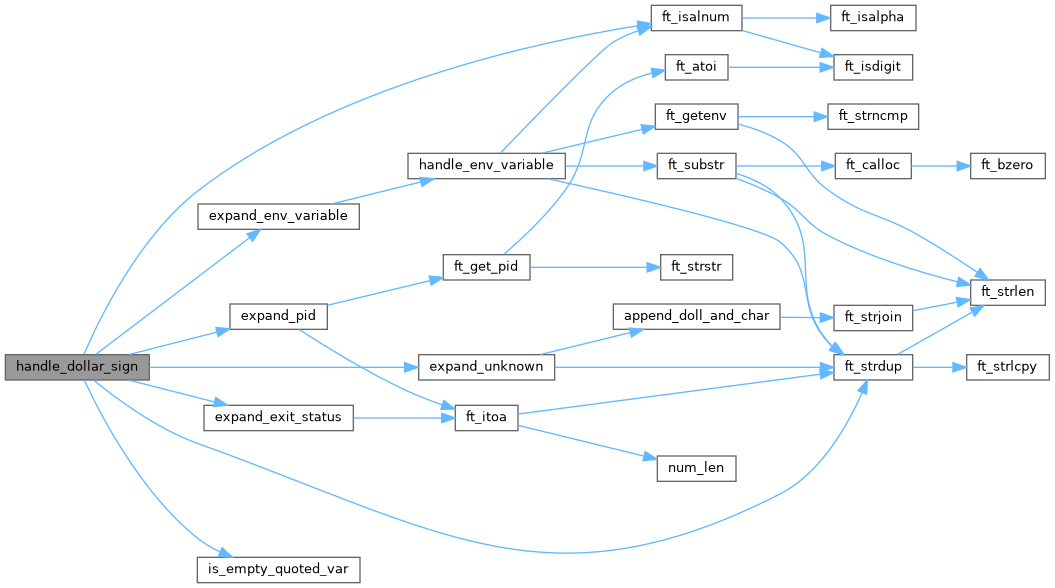 ft_isalnum
ft_isalpha
ft_isdigit
ft_atoi
ft_getenv
ft_strncmp
handle_env_variable
ft_substr
ft_calloc
ft_bzero
expand_env_variable
ft_get_pid
ft_strstr
ft_strlen
expand_pid
append_doll_and_char
ft_strjoin
handle_dollar_sign
expand_unknown
ft_strdup
ft_strlcpy
expand_exit_status
ft_itoa
num_len
is_empty_quoted_var